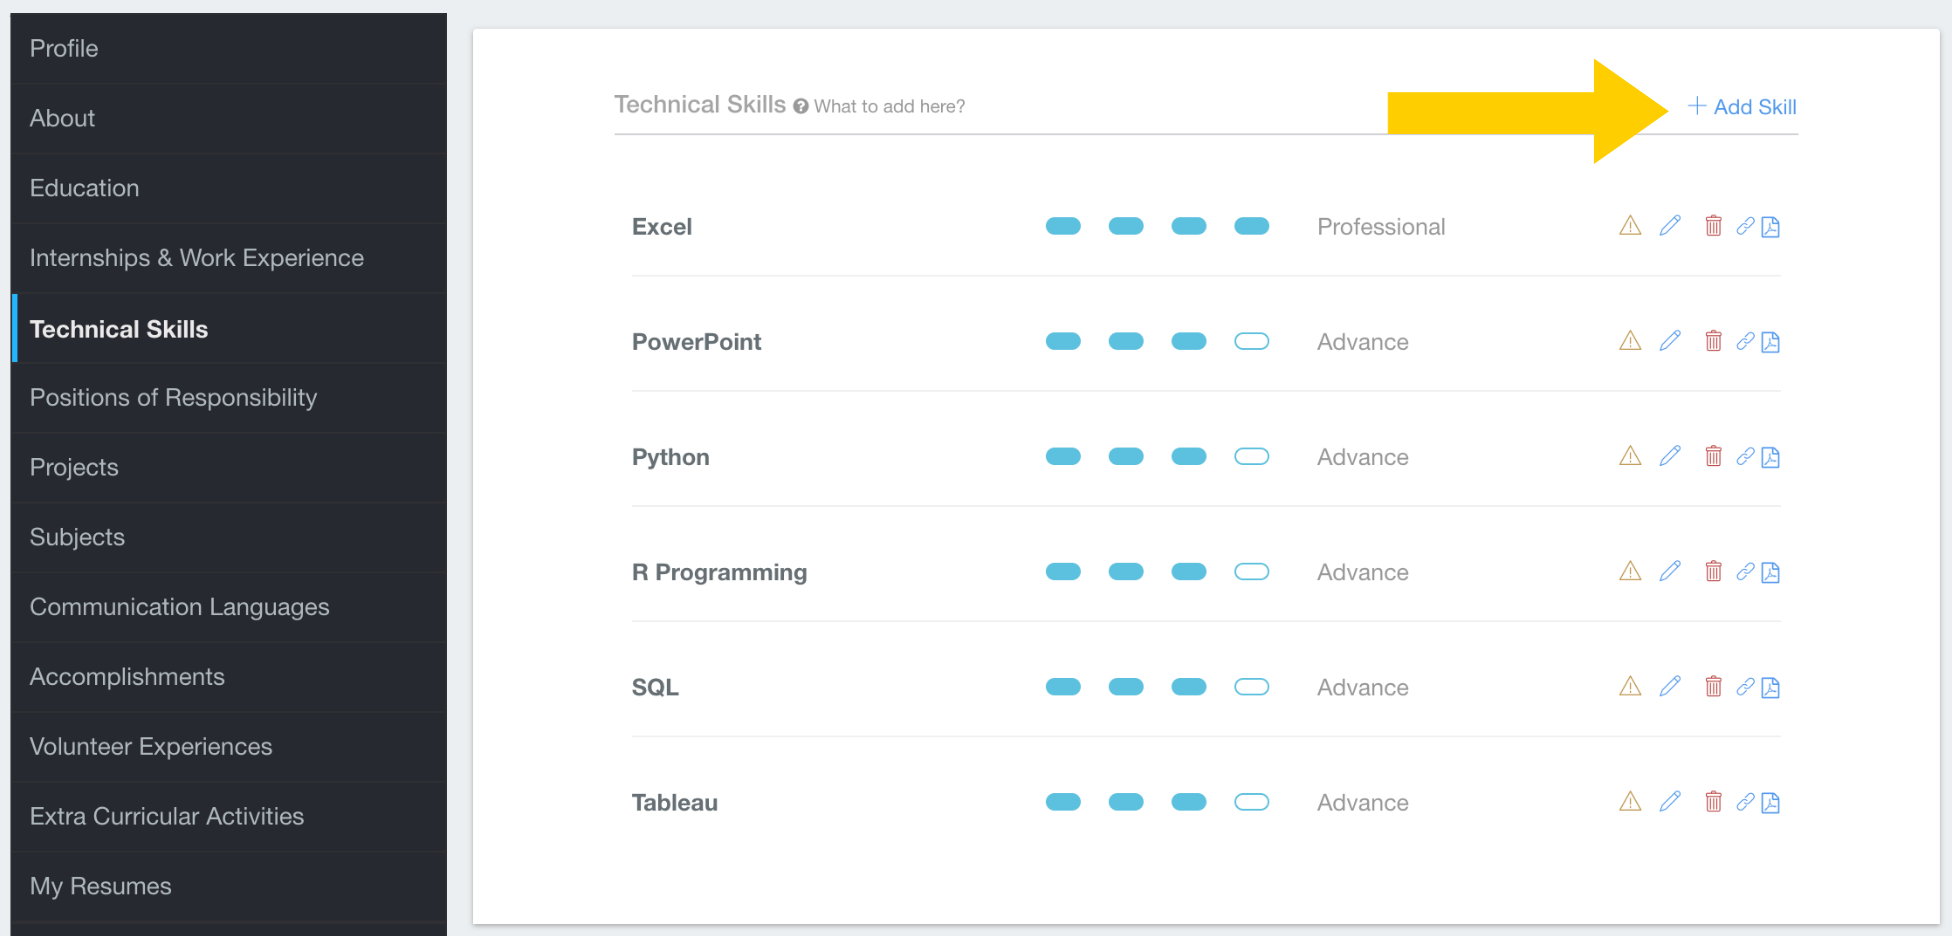 Profile
About
Education
Internships & Work Experience
Technical Skills
Positions of Responsibility
Projects
Subjects
Communication Languages
Accomplishments
Volunteer Experiences
Extra Curricular Activities
My Resumes
Technical Skills ? What to add here?
+ Add Skill
Excel Professional
PowerPoint Advance
Python Advance
R Programming Advance
SQL Advance
Tableau Advance